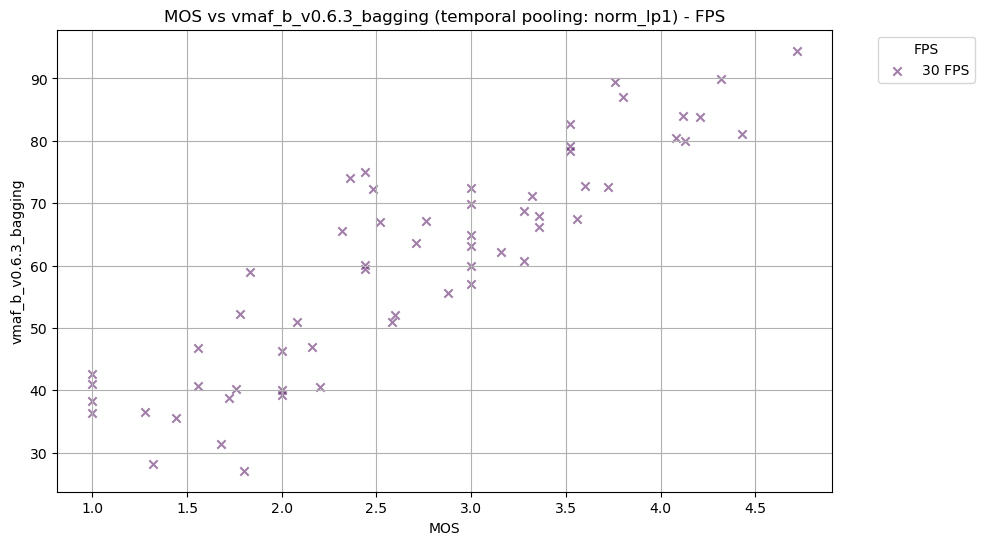 MOS vs vmaf_b_v0.6.3_bagging (temporal pooling: norm_lp1) - FPS
FPS
30 FPS
vmaf_b_v0.6.3_bagging
90
80
70
60
50
40
30
1.0 1.5 2.0 2.5 3.0 3.5 4.0 4.5
MOS